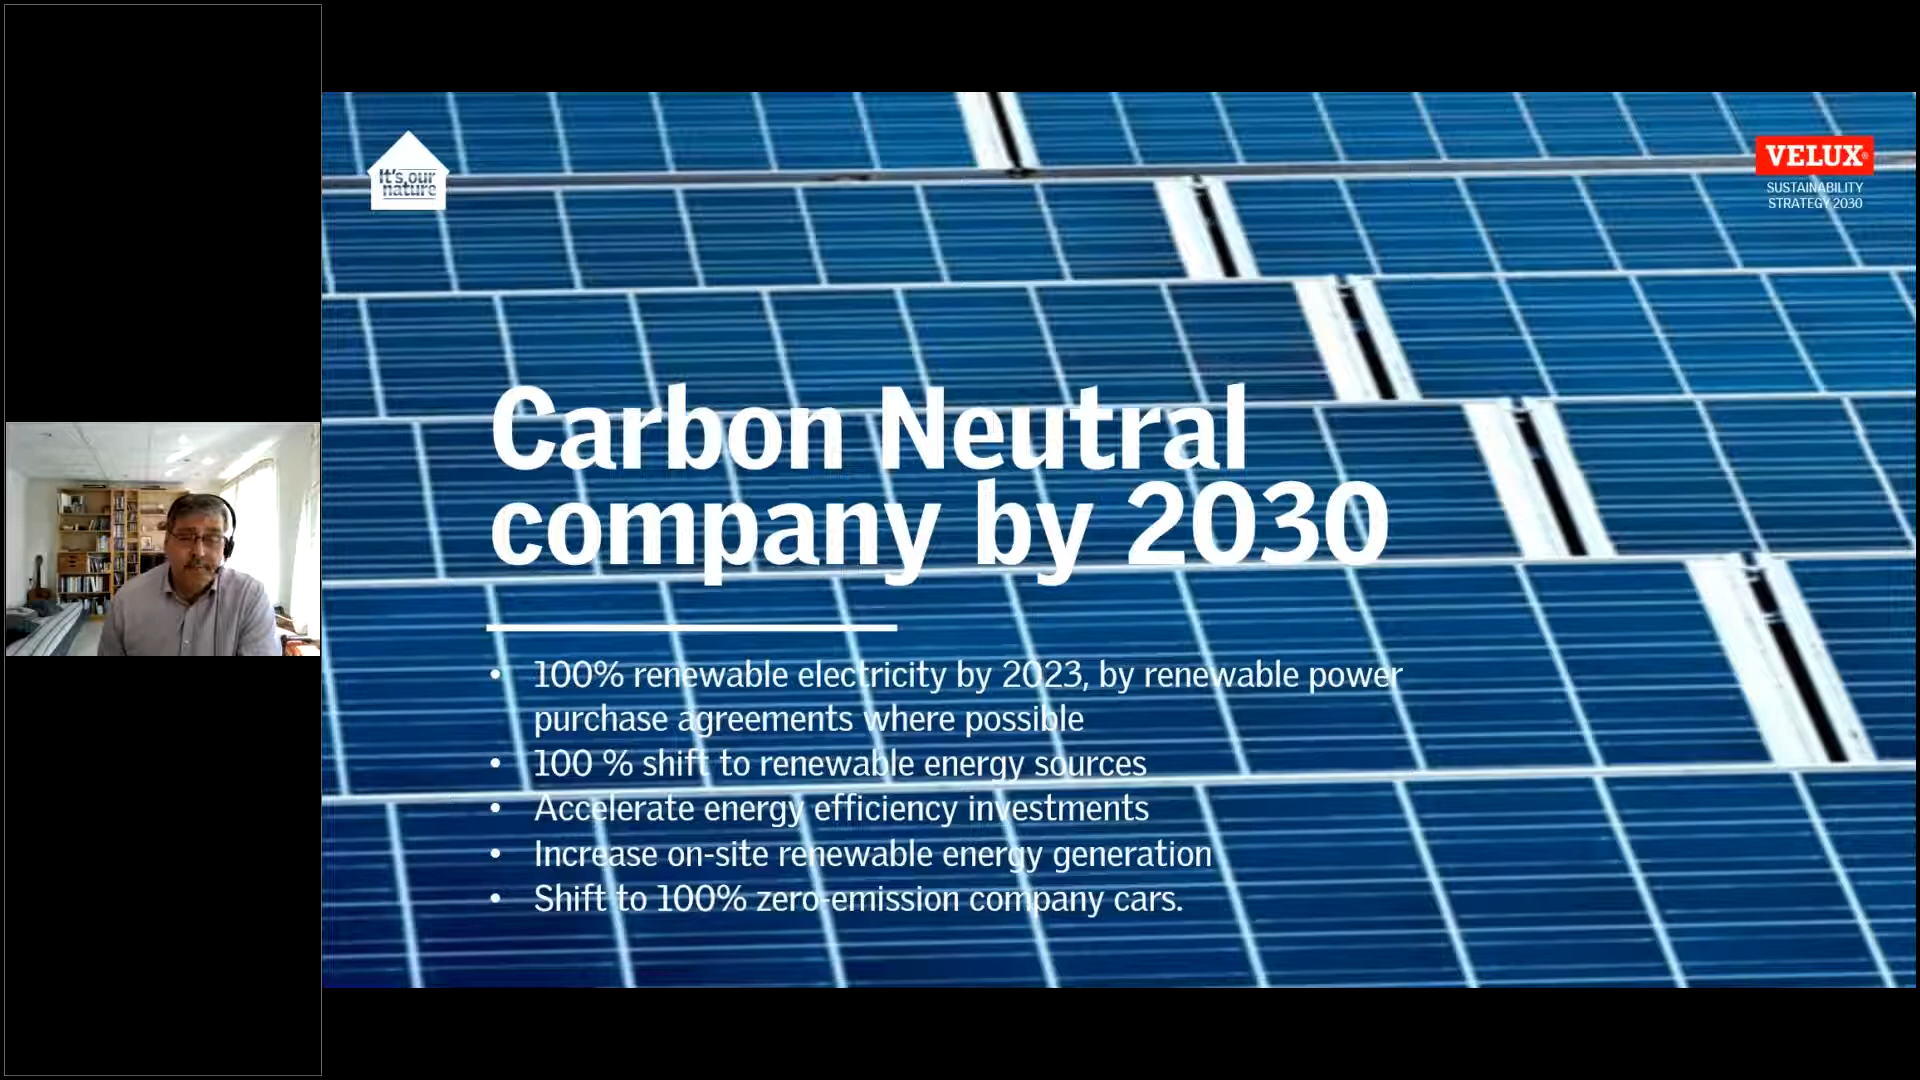 It's our
nature
VELUX®
SUSTAINABILITY
STRATEGY 2030
Carbon Neutral
company by 2030
• 100% renewable electricity by 2023, by renewable power
purchase agreements where possible
• 100 % shift to renewable energy sources
• Accelerate energy efficiency investments
• Increase on-site renewable energy generation
• Shift to 100% zero-emission company cars.